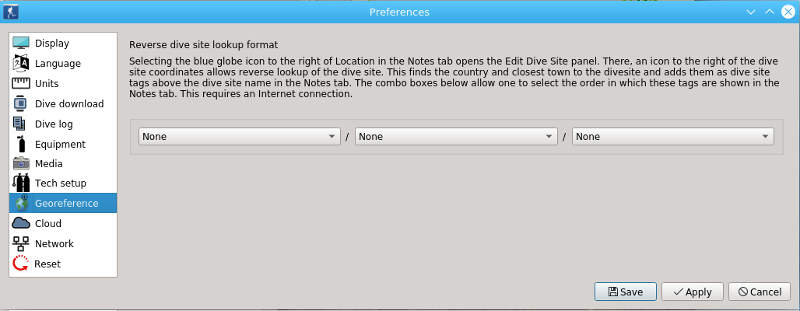 Preferences
Display
Language
Units
Dive download
Dive log
Equipment
Media
Tech setup
Georeference
Cloud
Network
Reset
Reverse dive site lookup format
Selecting the blue globe icon to the right of Location in the Notes tab opens the Edit Dive Site panel. There, an icon to the right of the dive
site coordinates allows reverse lookup of the dive site. This finds the country and closest town to the divesite and adds them as dive site
tags above the dive site name in the Notes tab. The combo boxes below allow one to select the order in which these tags are shown in the
Notes tab. This requires an Internet connection.
None / None / None
Save Apply Cancel